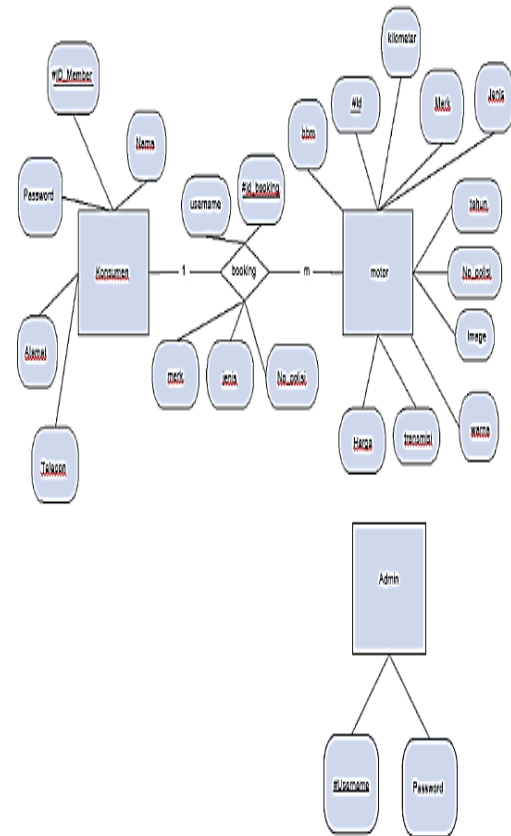 kilometer
#ID_Member
#Id
Merk
Jenis
Nama
bbm
Password
username
#id_booking
tahun
Konsumen
1
booking
m
motor
No_polisi
Image
Alamat
merk
jenis
No_polisi
warna
Telepon
Harga
transmisi
Admin
#Username
Password